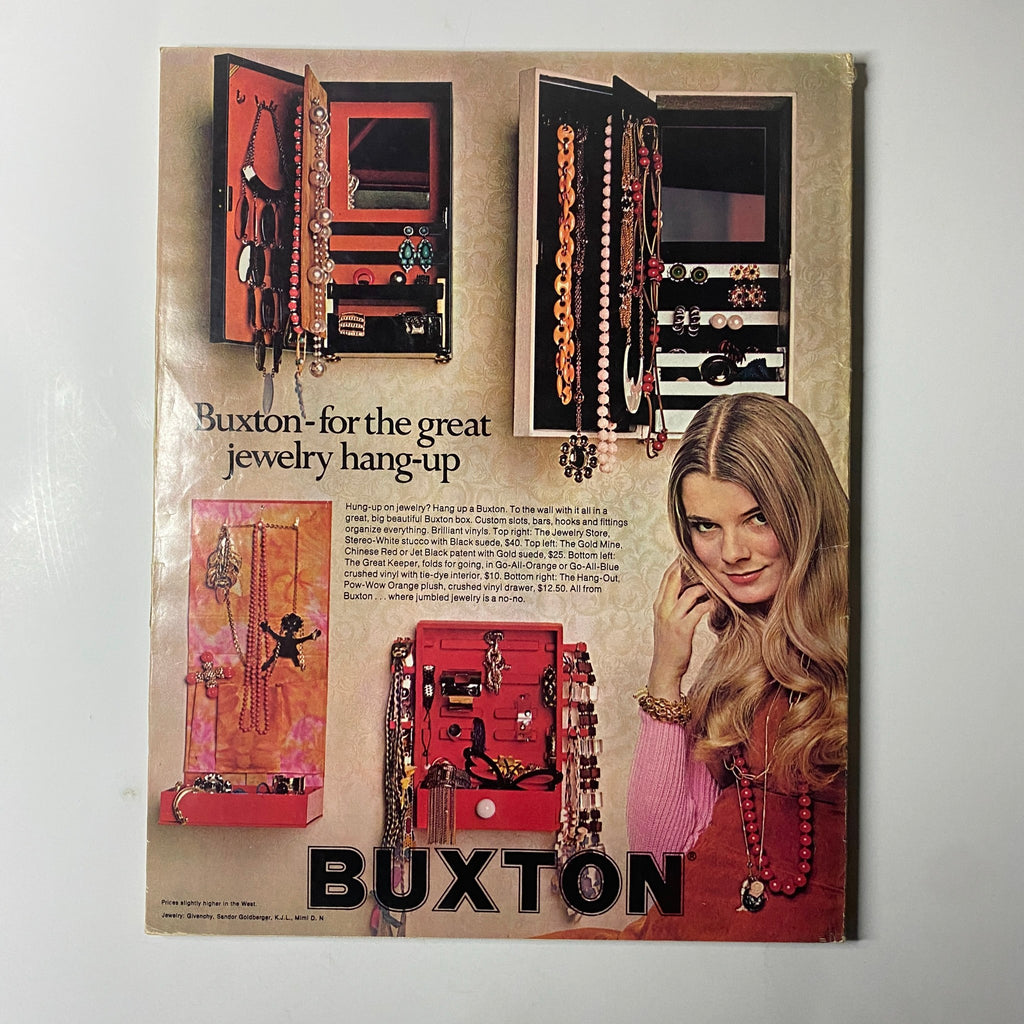 Buxton-for the great
jewelry hang-up
Hung-up on jewelry? Hang up a Buxton. To the wall with it all in a
great, big beautiful Buxton box. Custom slots, bars, hooks and fittings
organize everything. Brilliant vinyls. Top right: The Jewelry Store,
Stereo-White stucco with Black suede, $40. Top left: The Gold Mine,
Chinese Red or Jet Black patent with Gold suede, $25. Bottom left:
The Great Keeper, folds for going, in Go-All-Orange or Go-All-Blue
crushed vinyl with tie-dye interior, $10. Bottom right: The Hang-Out,
Pow-Wow Orange plush, crushed vinyl drawer, $12.50. All from
Buxton . . . where jumbled jewelry is a no-no.
BUXTON®
Prices slightly higher in the West.
Jewelry: Givenchy, Sandor Goldberger, K.J.L., Mimi D. N